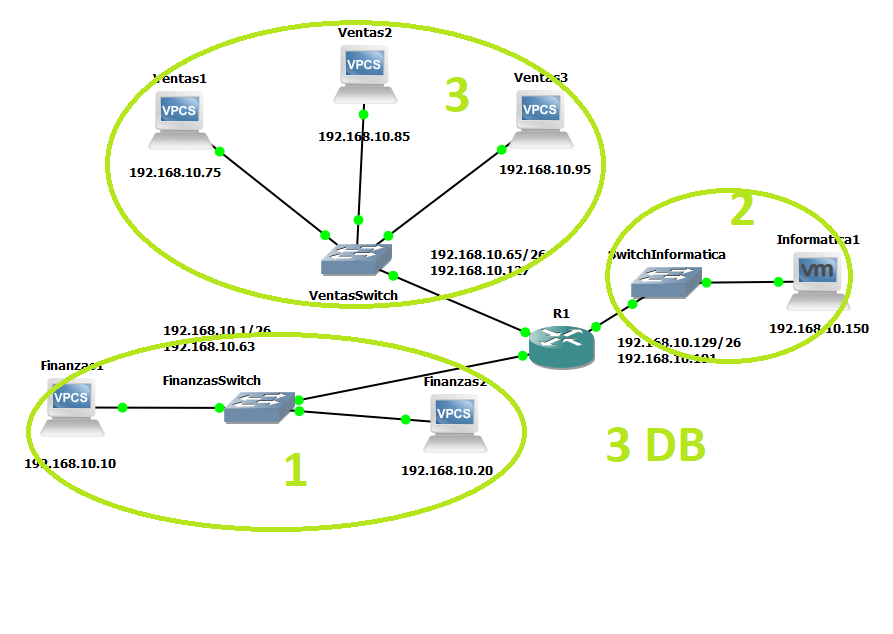 Ventas2
VPCS
Ventas1
VPCS
Ventas3
VPCS
3
192.168.10.85
192.168.10.75
192.168.10.95
2
Informatica1
192.168.10.65/26
192.168.10.127
SwitchInformatica
vm
VentasSwitch
R1
192.168.10.150
192.168.10.1/26
192.168.10.63
192.168.10.129/26
192.168.10.191
Finanzas1
VPCS
FinanzasSwitch
Finanzas2
VPCS
3 DB
192.168.10.10
1
192.168.10.20